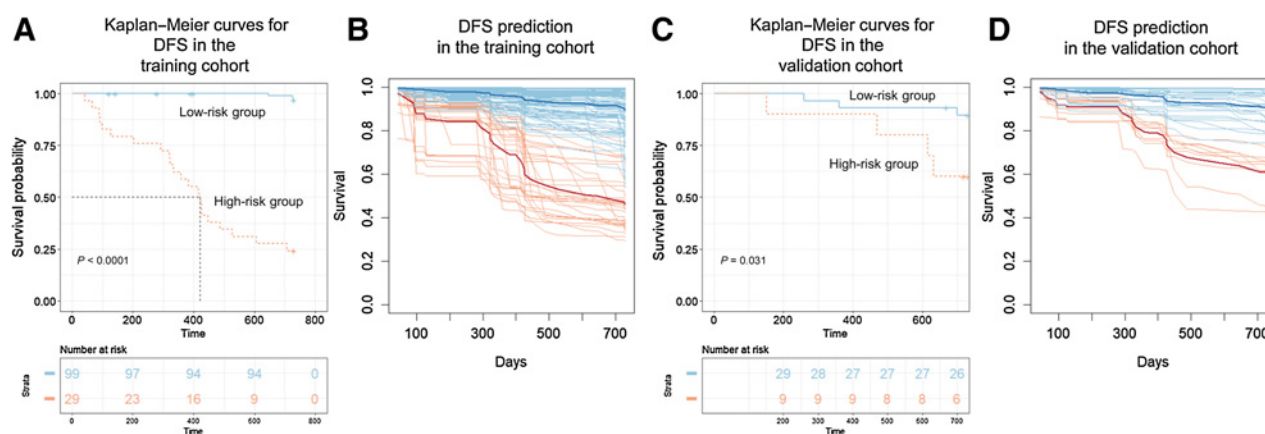 A
Kaplan–Meier curves for
DFS in the
training cohort
Survival probability
1.00
0.75
0.50
0.25
0.00
Low-risk group
High-risk group
P < 0.0001
0 200 400 600 800
Time
Number at risk
Strata
99 97 94 94 0
29 23 16 9 0
0 200 400 600 800
Time
B
DFS prediction
in the training cohort
Survival
1.0
0.8
0.6
0.4
0.2
0.0
100 300 500 700
Days
C
Kaplan–Meier curves for
DFS in the
validation cohort
Survival probability
1.00
0.75
0.50
0.25
0.00
Low-risk group
High-risk group
P = 0.031
0 200 400 600
Time
Number at risk
Strata
29 28 27 27 27 26
9 9 9 8 8 6
200 300 400 500 600 700
Time
D
DFS prediction
in the validation cohort
Survival
1.0
0.8
0.6
0.4
0.2
0.0
100 300 500 700
Days